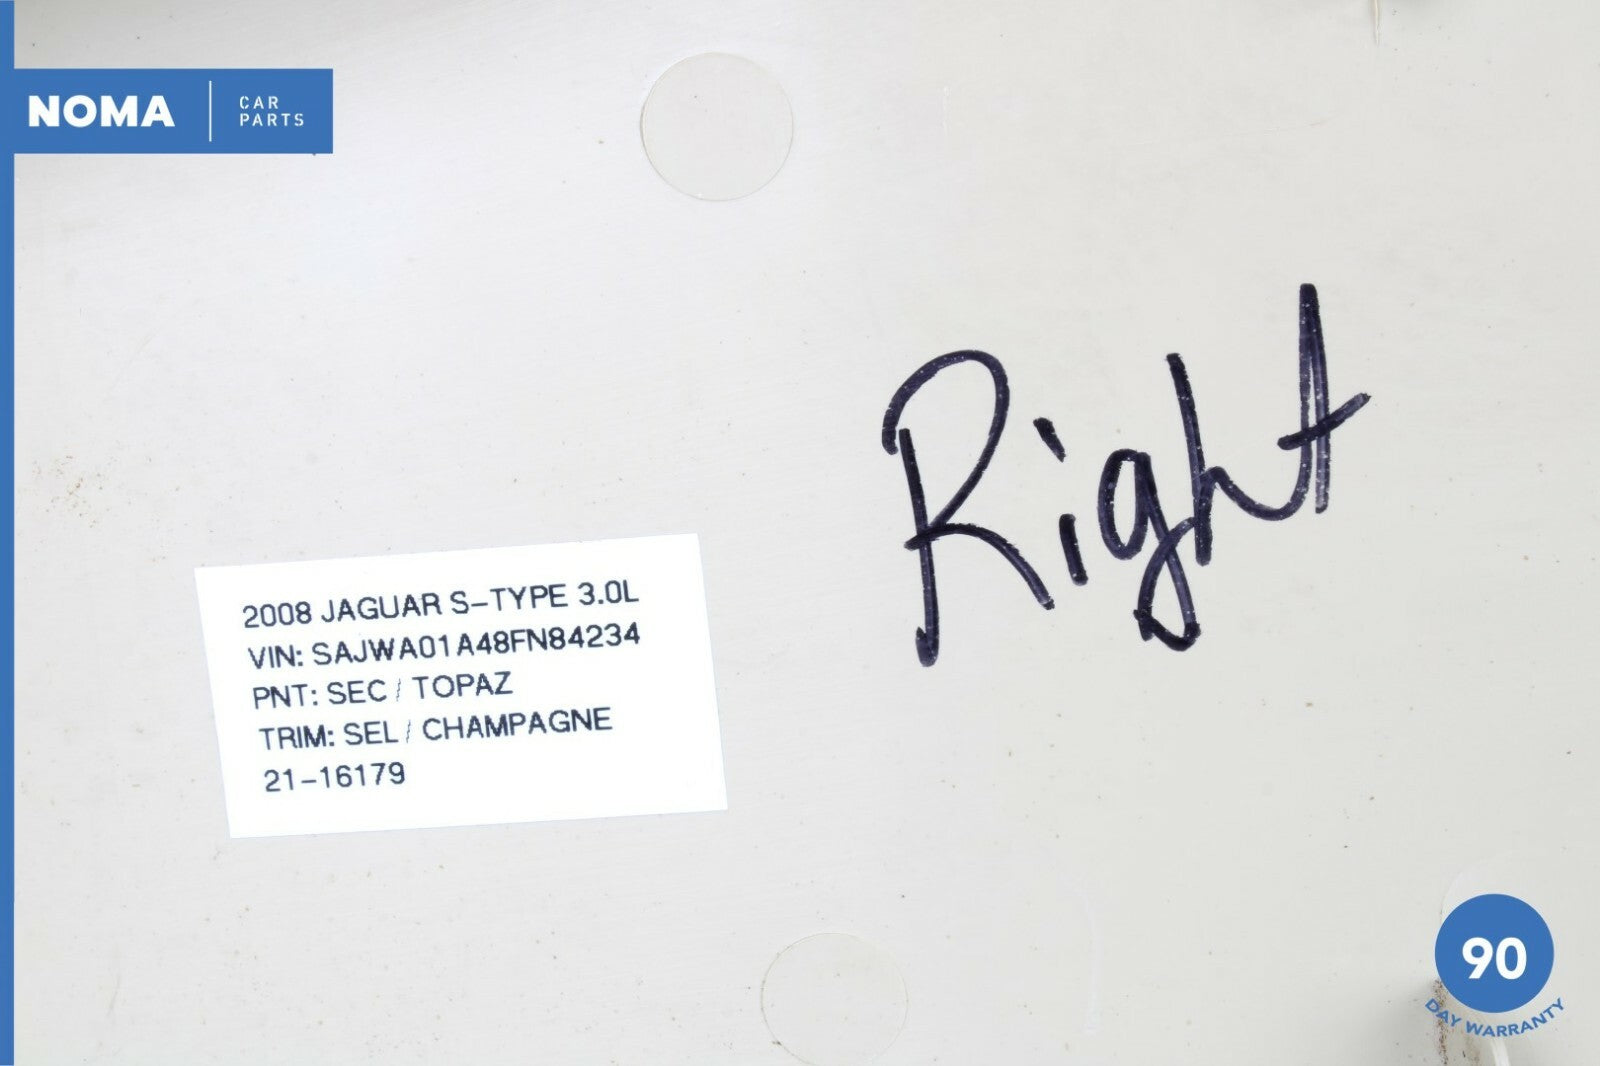 NOMA
CAR
PARTS
Right
2008 JAGUAR S-TYPE 3.0L
VIN: SAJWA01A48FN84234
PNT: SEC / TOPAZ
TRIM: SEL / CHAMPAGNE
21-16179
90
DAY WARRANTY